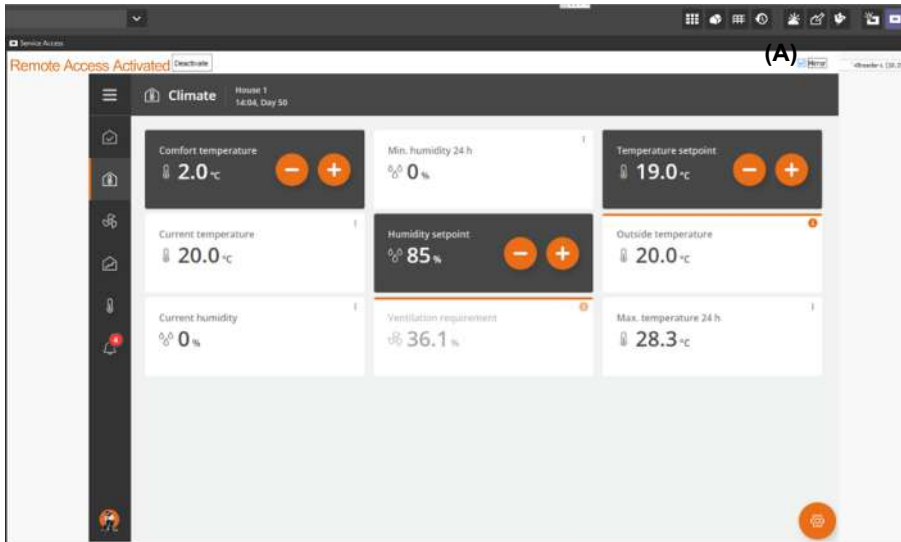 Service Access
Remote Access Activated Deactivate
(A) Mirror
Climate
House 1
14:04, Day 50
Comfort temperature
2.0 °C
Min. humidity 24 h
0 %
Temperature setpoint
19.0 °C
Current temperature
20.0 °C
Humidity setpoint
85 %
Outside temperature
20.0 °C
Current humidity
0 %
Ventilation requirement
36.1 %
Max. temperature 24 h
28.3 °C